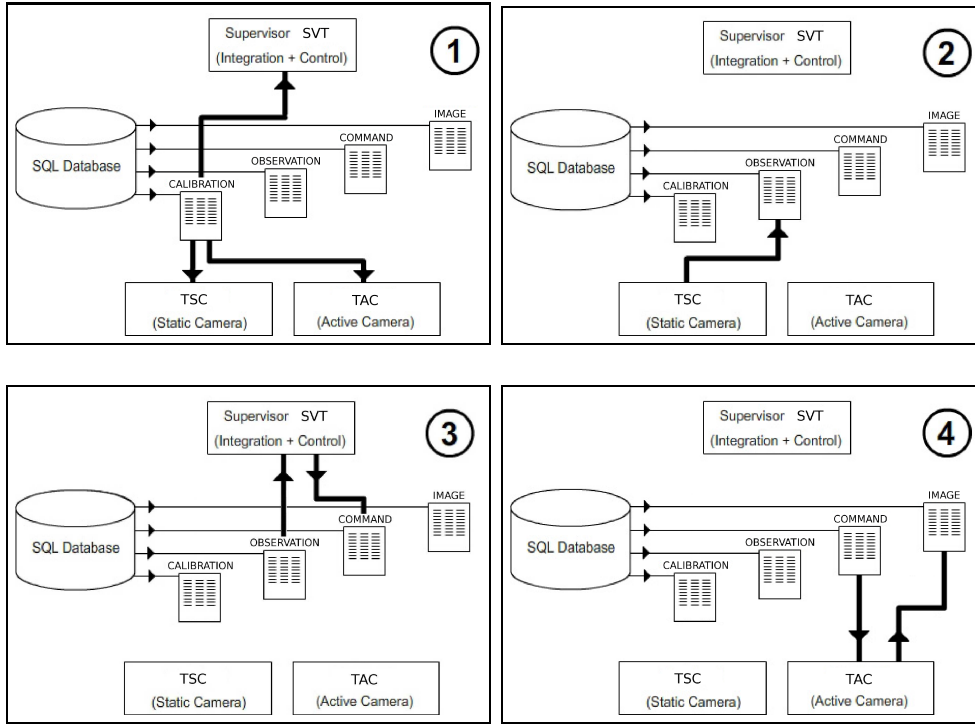 Supervisor SVT
(Integration + Control)
1
IMAGE
COMMAND
SQL Database
OBSERVATION
CALIBRATION
TSC
(Static Camera)
TAC
(Active Camera)
Supervisor SVT
(Integration + Control)
2
IMAGE
COMMAND
SQL Database
OBSERVATION
CALIBRATION
TSC
(Static Camera)
TAC
(Active Camera)
Supervisor SVT
(Integration + Control)
3
IMAGE
COMMAND
SQL Database
OBSERVATION
CALIBRATION
TSC
(Static Camera)
TAC
(Active Camera)
Supervisor SVT
(Integration + Control)
4
IMAGE
COMMAND
SQL Database
OBSERVATION
CALIBRATION
TSC
(Static Camera)
TAC
(Active Camera)